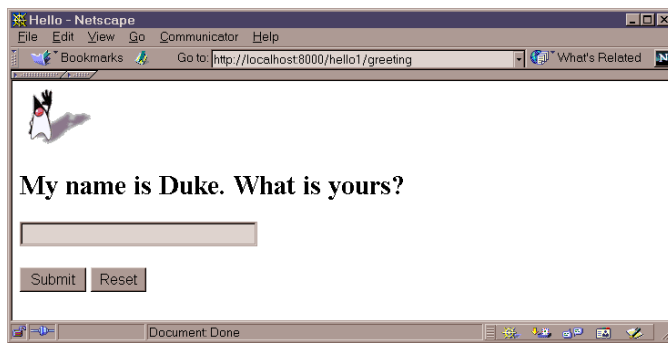 Hello - Netscape
File Edit View Go Communicator Help
Bookmarks Go to: http://localhost:8000/hello1/greeting What's Related N
My name is Duke. What is yours?
Submit Reset
Document: Done